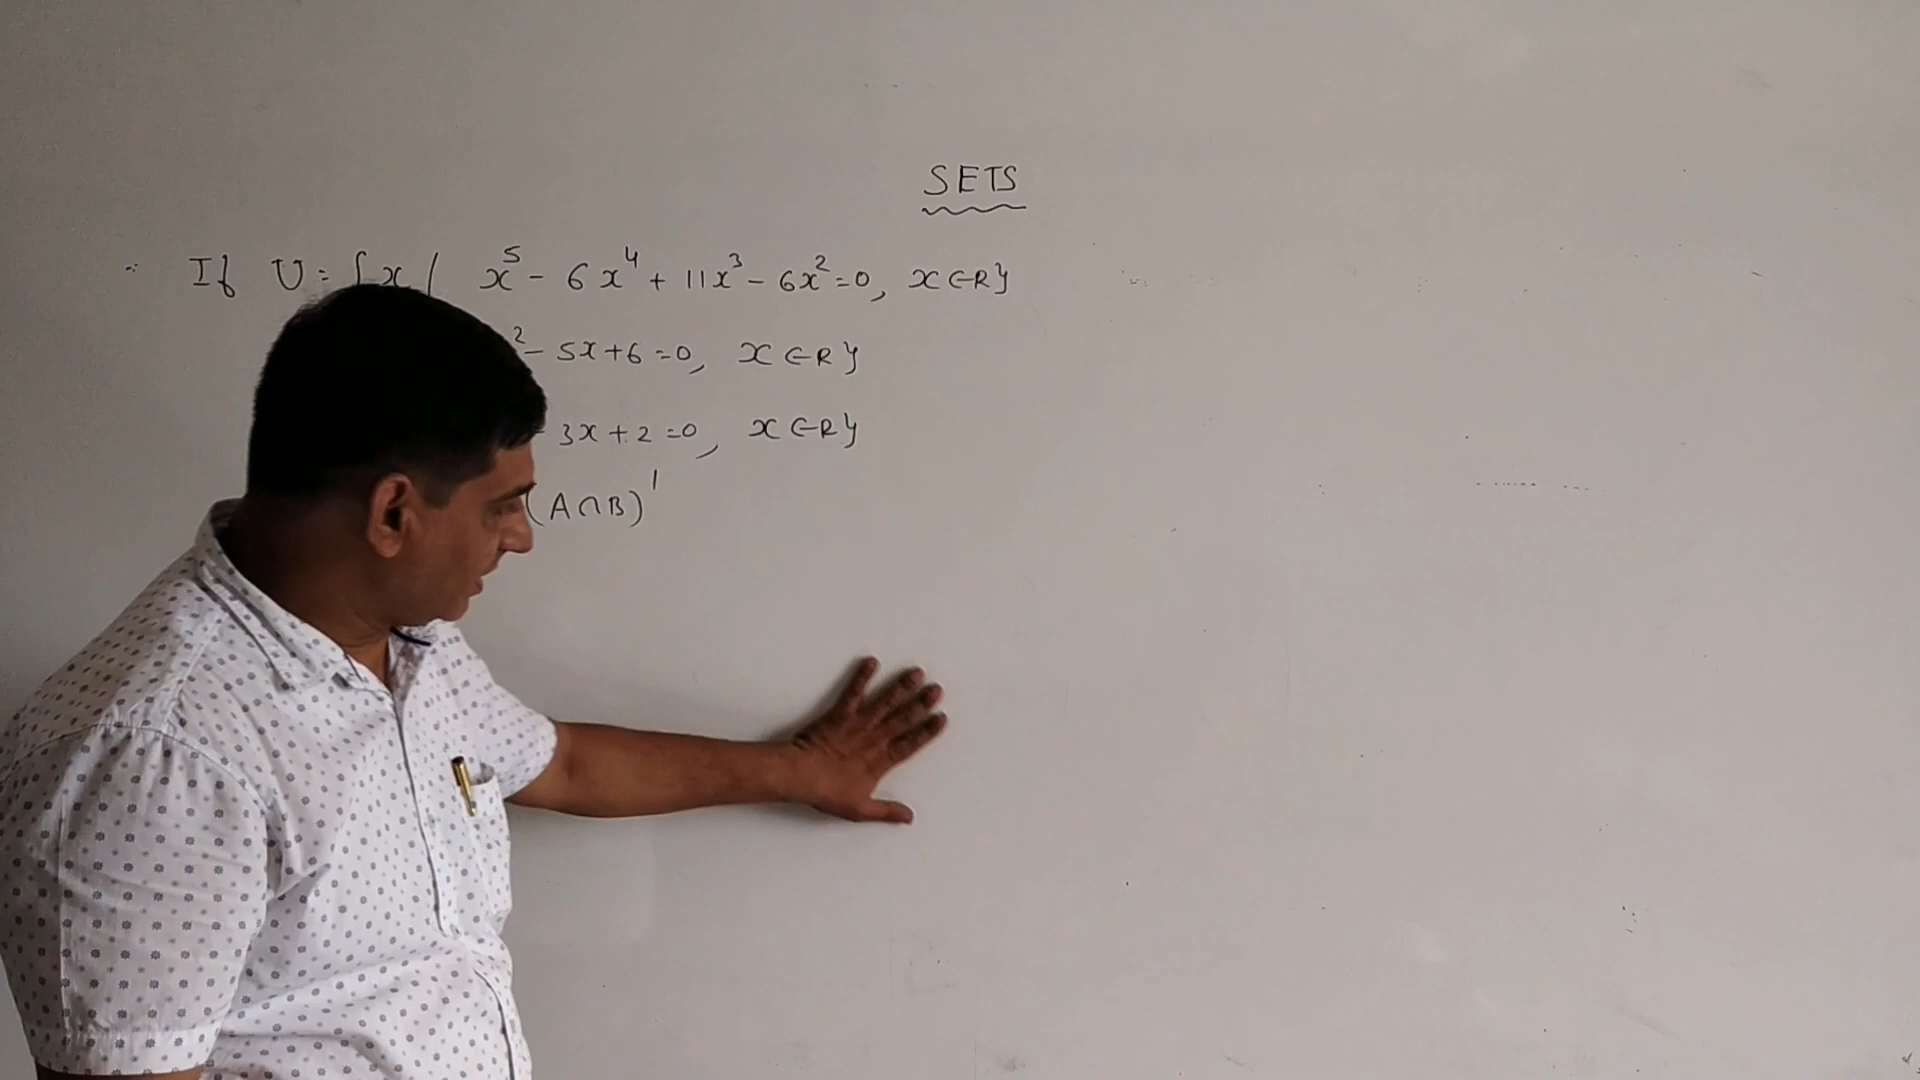 SETS
If U = { x / x⁵ - 6x⁴ + 11x³ - 6x² = 0, x ∈ R }
² - 5x + 6 = 0, x ∈ R }
- 3x + 2 = 0, x ∈ R }
(A ∩ B)'